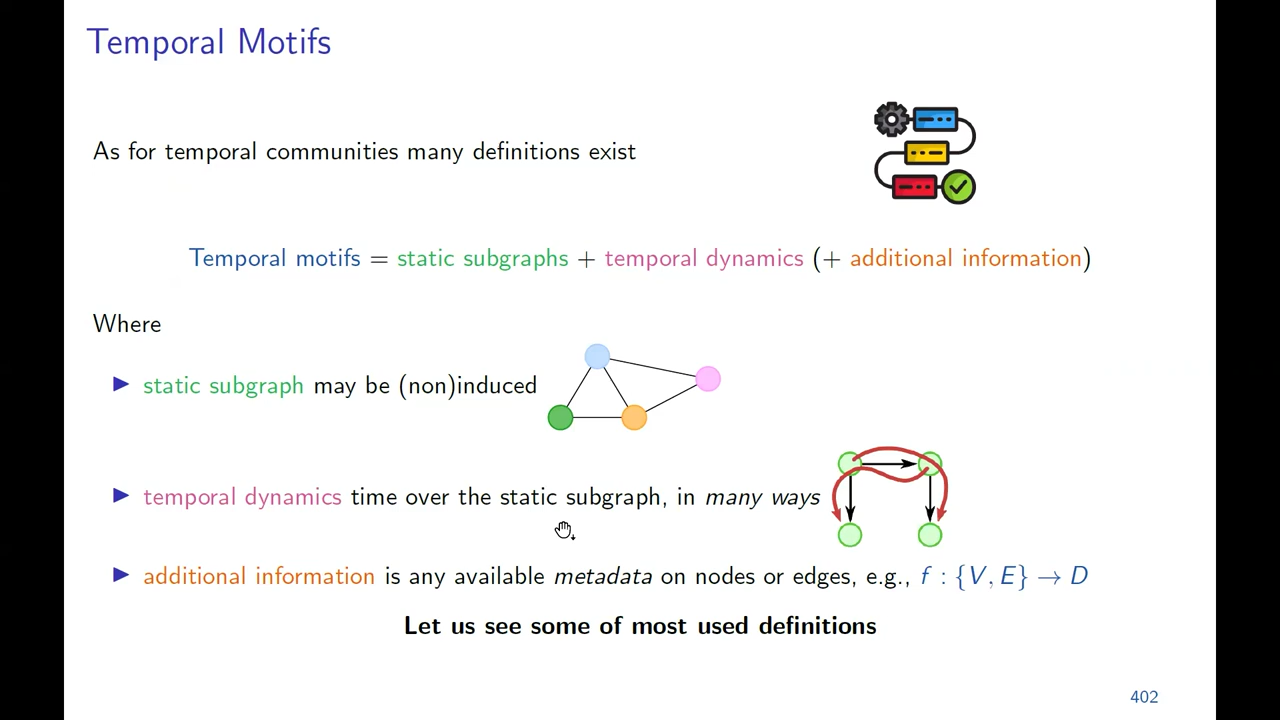 Temporal Motifs
As for temporal communities many definitions exist
Temporal motifs = static subgraphs + temporal dynamics (+ additional information)
Where
static subgraph may be (non)induced
temporal dynamics time over the static subgraph, in many ways
additional information is any available metadata on nodes or edges, e.g., f : {V, E} → D
Let us see some of most used definitions
402